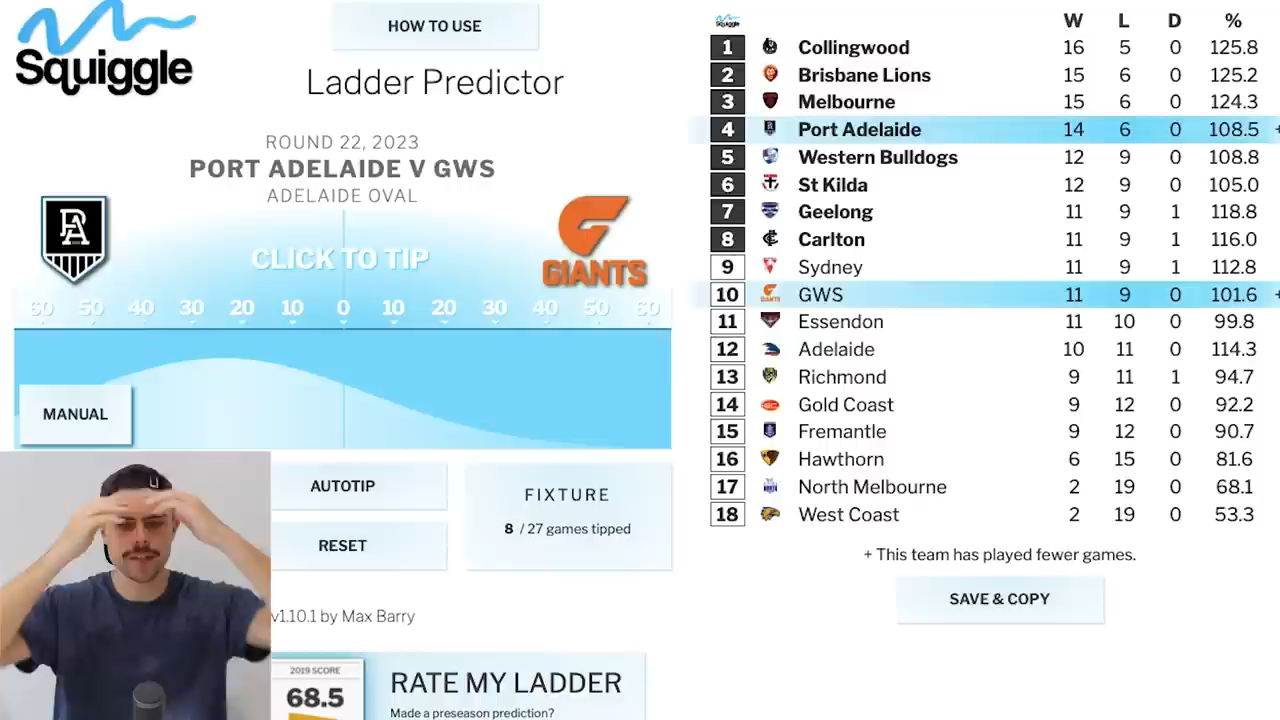 Squiggle
HOW TO USE
Ladder Predictor
ROUND 22, 2023
PORT ADELAIDE V GWS
ADELAIDE OVAL
PA
GIANTS
CLICK TO TIP
60 50 40 30 20 10 0 10 20 30 40 50 60
MANUAL
AUTOTIP
RESET
FIXTURE
8 / 27 games tipped
v1.10.1 by Max Barry
2019 SCORE
68.5
RATE MY LADDER
Made a preseason prediction?
Squiggle W L D %
1 Collingwood 16 5 0 125.8
2 Brisbane Lions 15 6 0 125.2
3 Melbourne 15 6 0 124.3
4 Port Adelaide 14 6 0 108.5 +
5 Western Bulldogs 12 9 0 108.8
6 St Kilda 12 9 0 105.0
7 Geelong 11 9 1 118.8
8 Carlton 11 9 1 116.0
9 Sydney 11 9 1 112.8
10 GWS 11 9 0 101.6 +
11 Essendon 11 10 0 99.8
12 Adelaide 10 11 0 114.3
13 Richmond 9 11 1 94.7
14 Gold Coast 9 12 0 92.2
15 Fremantle 9 12 0 90.7
16 Hawthorn 6 15 0 81.6
17 North Melbourne 2 19 0 68.1
18 West Coast 2 19 0 53.3
+ This team has played fewer games.
SAVE & COPY